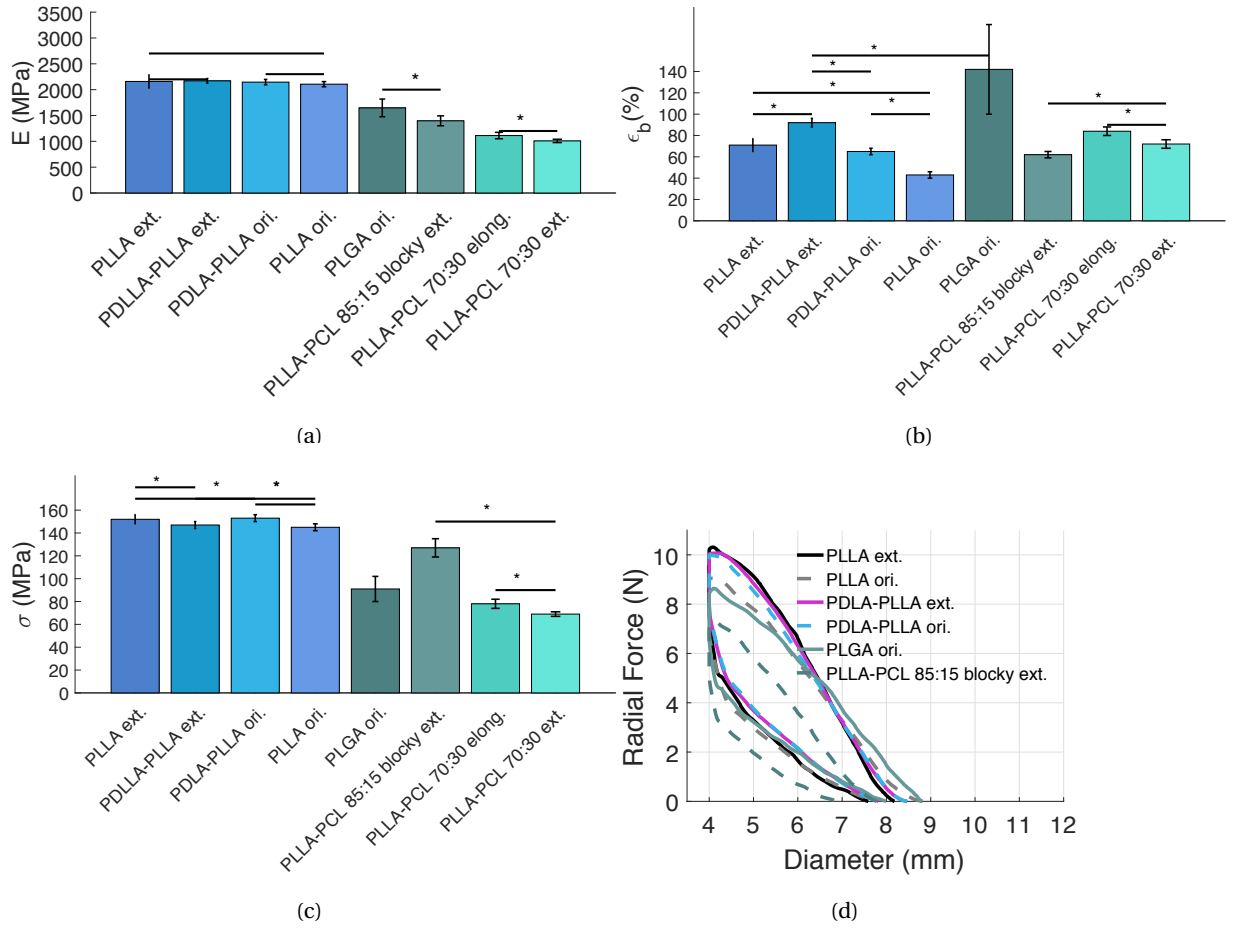 3500
3000
2500
2000
1500
1000
500
0
E (MPa)
*
*
PLLA ext.
PDLLA-PLLA ext.
PDLA-PLLA ori.
PLLA ori.
PLGA ori.
PLLA-PCL 85:15 blocky ext.
PLLA-PCL 70:30 elong.
PLLA-PCL 70:30 ext.
(a)
140
120
100
80
60
40
20
0
ϵb(%)
*
*
*
*
*
*
*
PLLA ext.
PDLLA-PLLA ext.
PDLA-PLLA ori.
PLLA ori.
PLGA ori.
PLLA-PCL 85:15 blocky ext.
PLLA-PCL 70:30 elong.
PLLA-PCL 70:30 ext.
(b)
160
140
120
100
80
60
40
20
0
σ (MPa)
*
*
*
*
*
PLLA ext.
PDLLA-PLLA ext.
PDLA-PLLA ori.
PLLA ori.
PLGA ori.
PLLA-PCL 85:15 blocky ext.
PLLA-PCL 70:30 elong.
PLLA-PCL 70:30 ext.
(c)
10
8
6
4
2
0
Radial Force (N)
PLLA ext.
PLLA ori.
PDLA-PLLA ext.
PDLA-PLLA ori.
PLGA ori.
PLLA-PCL 85:15 blocky ext.
4 5 6 7 8 9 10 11 12
Diameter (mm)
(d)